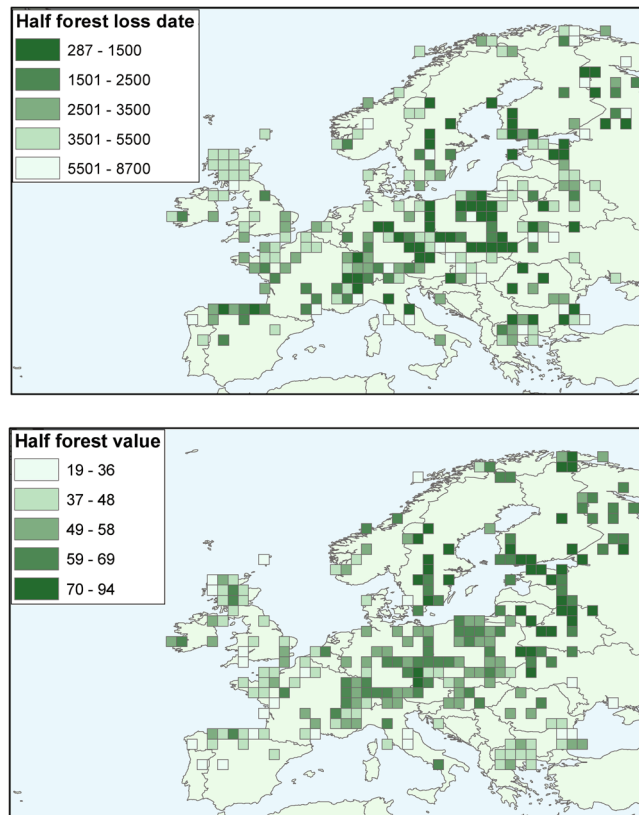 Half forest loss date
287 - 1500
1501 - 2500
2501 - 3500
3501 - 5500
5501 - 8700
Half forest value
19 - 36
37 - 48
49 - 58
59 - 69
70 - 94